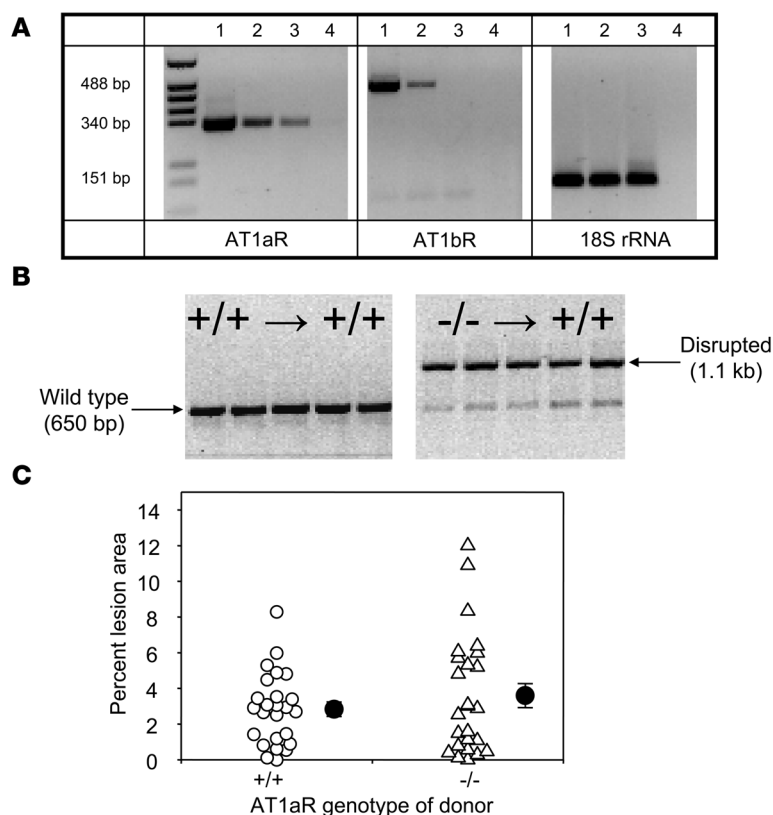 A
1 2 3 4 1 2 3 4 1 2 3 4
488 bp
340 bp
151 bp
AT1aR AT1bR 18S rRNA
B
+/+ → +/+
-/- → +/+
Wild type
(650 bp)
Disrupted
(1.1 kb)
C
Percent lesion area
14
12
10
8
6
4
2
0
+/+ -/-
AT1aR genotype of donor